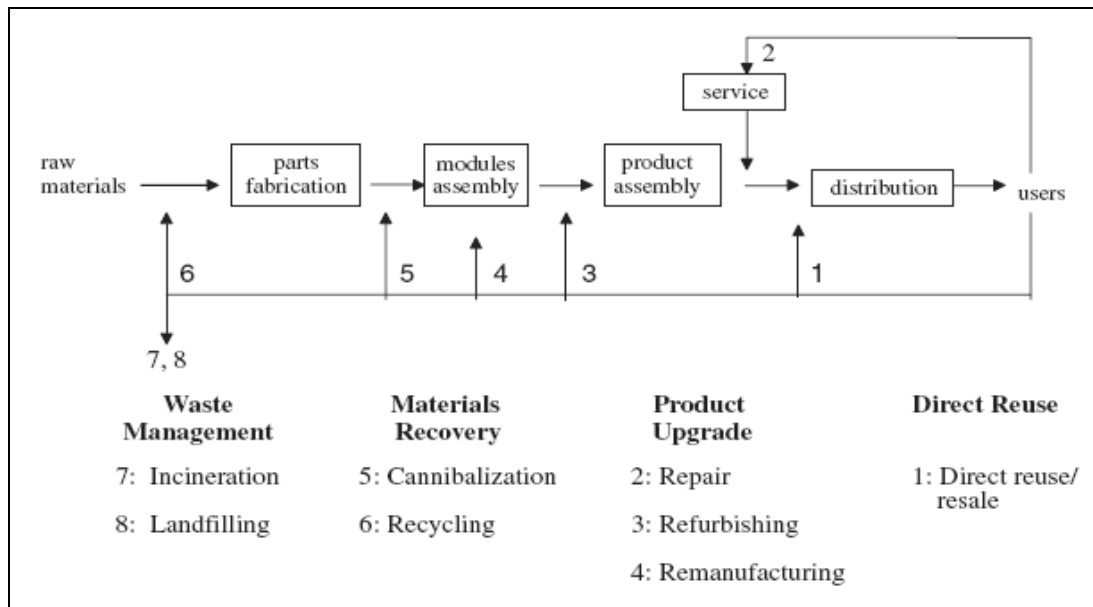 2
service
raw
materials
parts
fabrication
modules
assembly
product
assembly
distribution
users
6
5
4
3
1
7, 8
Waste
Management
7: Incineration
8: Landfilling
Materials
Recovery
5: Cannibalization
6: Recycling
Product
Upgrade
2: Repair
3: Refurbishing
4: Remanufacturing
Direct Reuse
1: Direct reuse/
resale